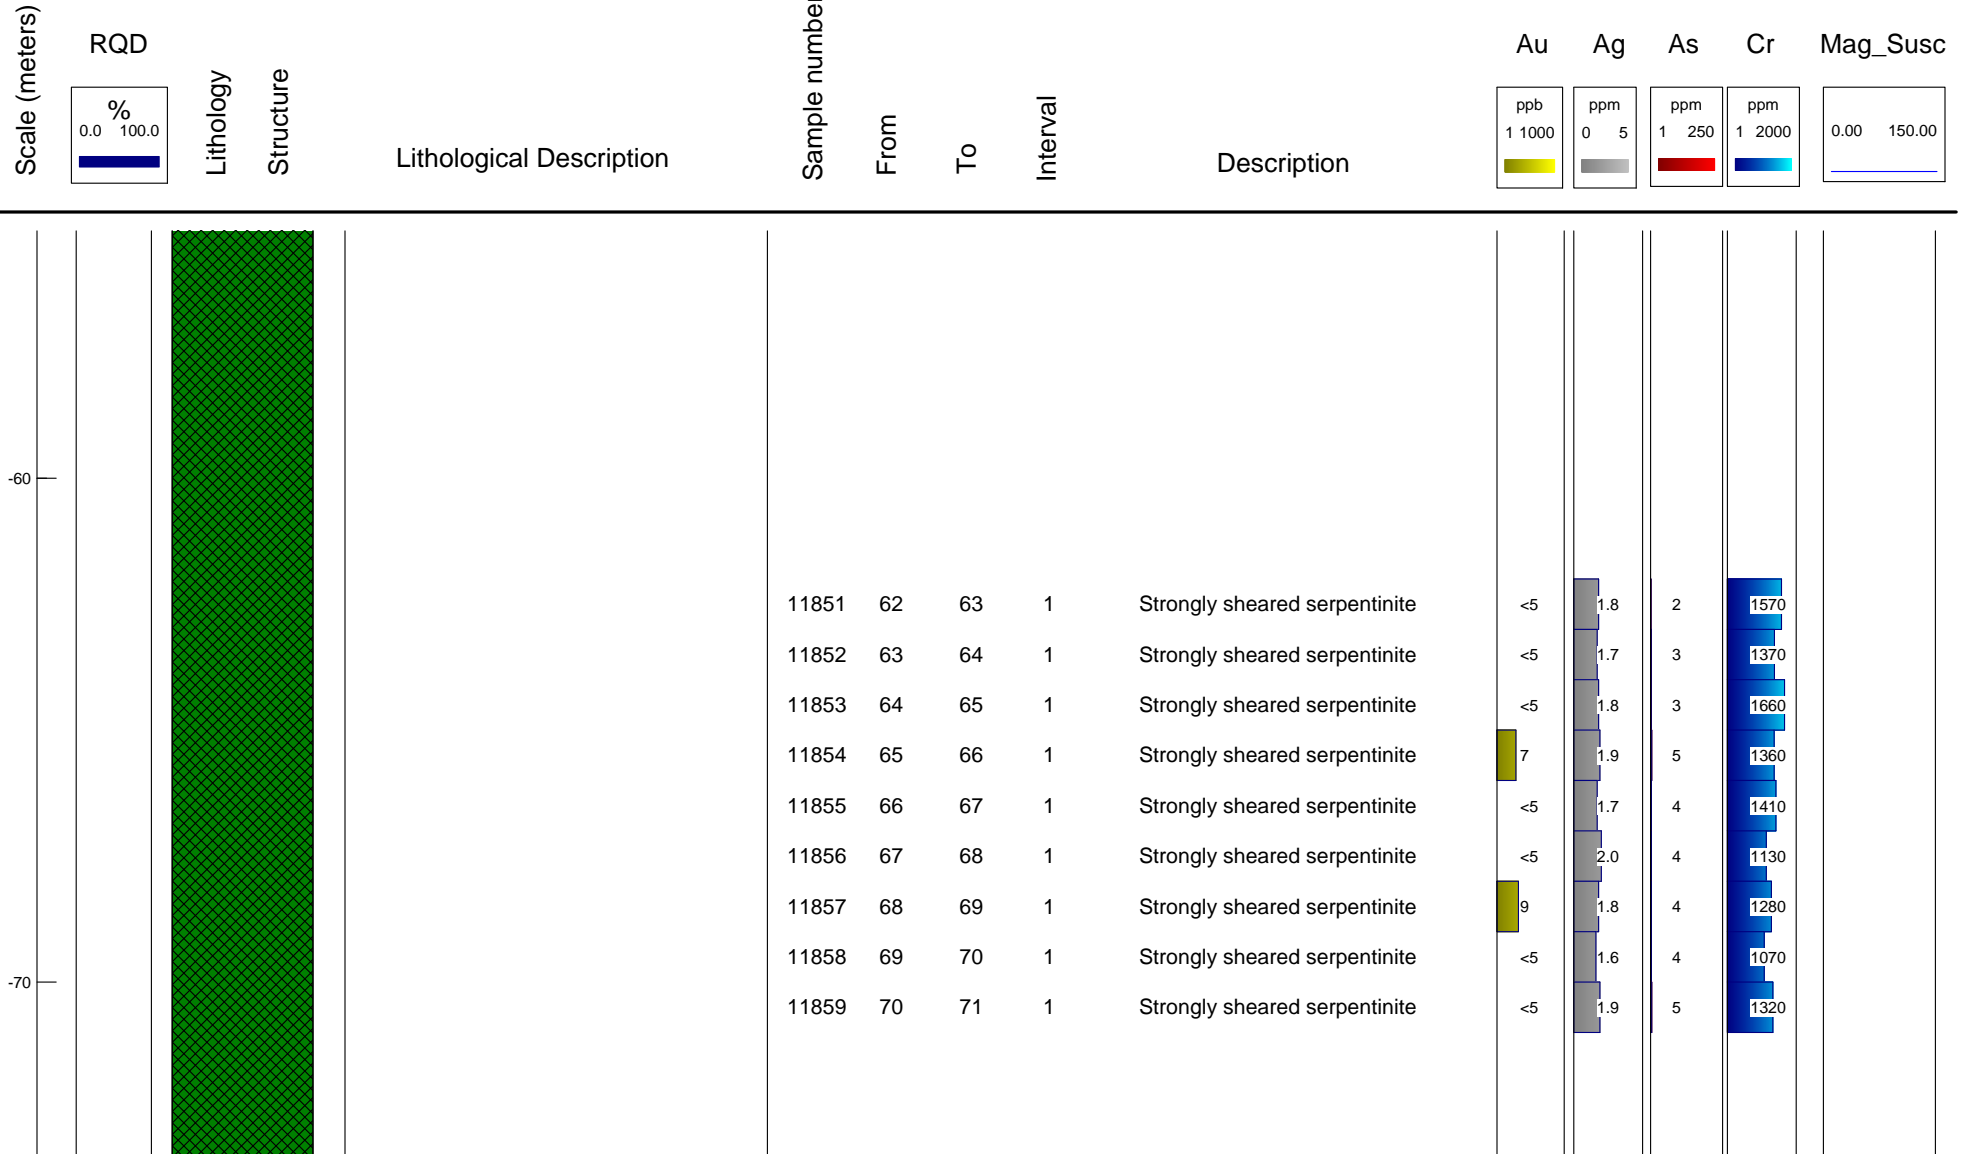 Scale (meters)
RQD
%
0.0 100.0
Lithology
Structure
Lithological Description
Sample number
From
To
Interval
Description
Au
ppb
1 1000
Ag
ppm
0 5
As
ppm
1 250
Cr
ppm
1 2000
Mag_Susc
0.00 150.00
-60
11851 62 63 1 Strongly sheared serpentinite <5 1.8 2 1570
11852 63 64 1 Strongly sheared serpentinite <5 1.7 3 1370
11853 64 65 1 Strongly sheared serpentinite <5 1.8 3 1660
11854 65 66 1 Strongly sheared serpentinite 7 1.9 5 1360
11855 66 67 1 Strongly sheared serpentinite <5 1.7 4 1410
11856 67 68 1 Strongly sheared serpentinite <5 2.0 4 1130
11857 68 69 1 Strongly sheared serpentinite 9 1.8 4 1280
11858 69 70 1 Strongly sheared serpentinite <5 1.6 4 1070
-70
11859 70 71 1 Strongly sheared serpentinite <5 1.9 5 1320